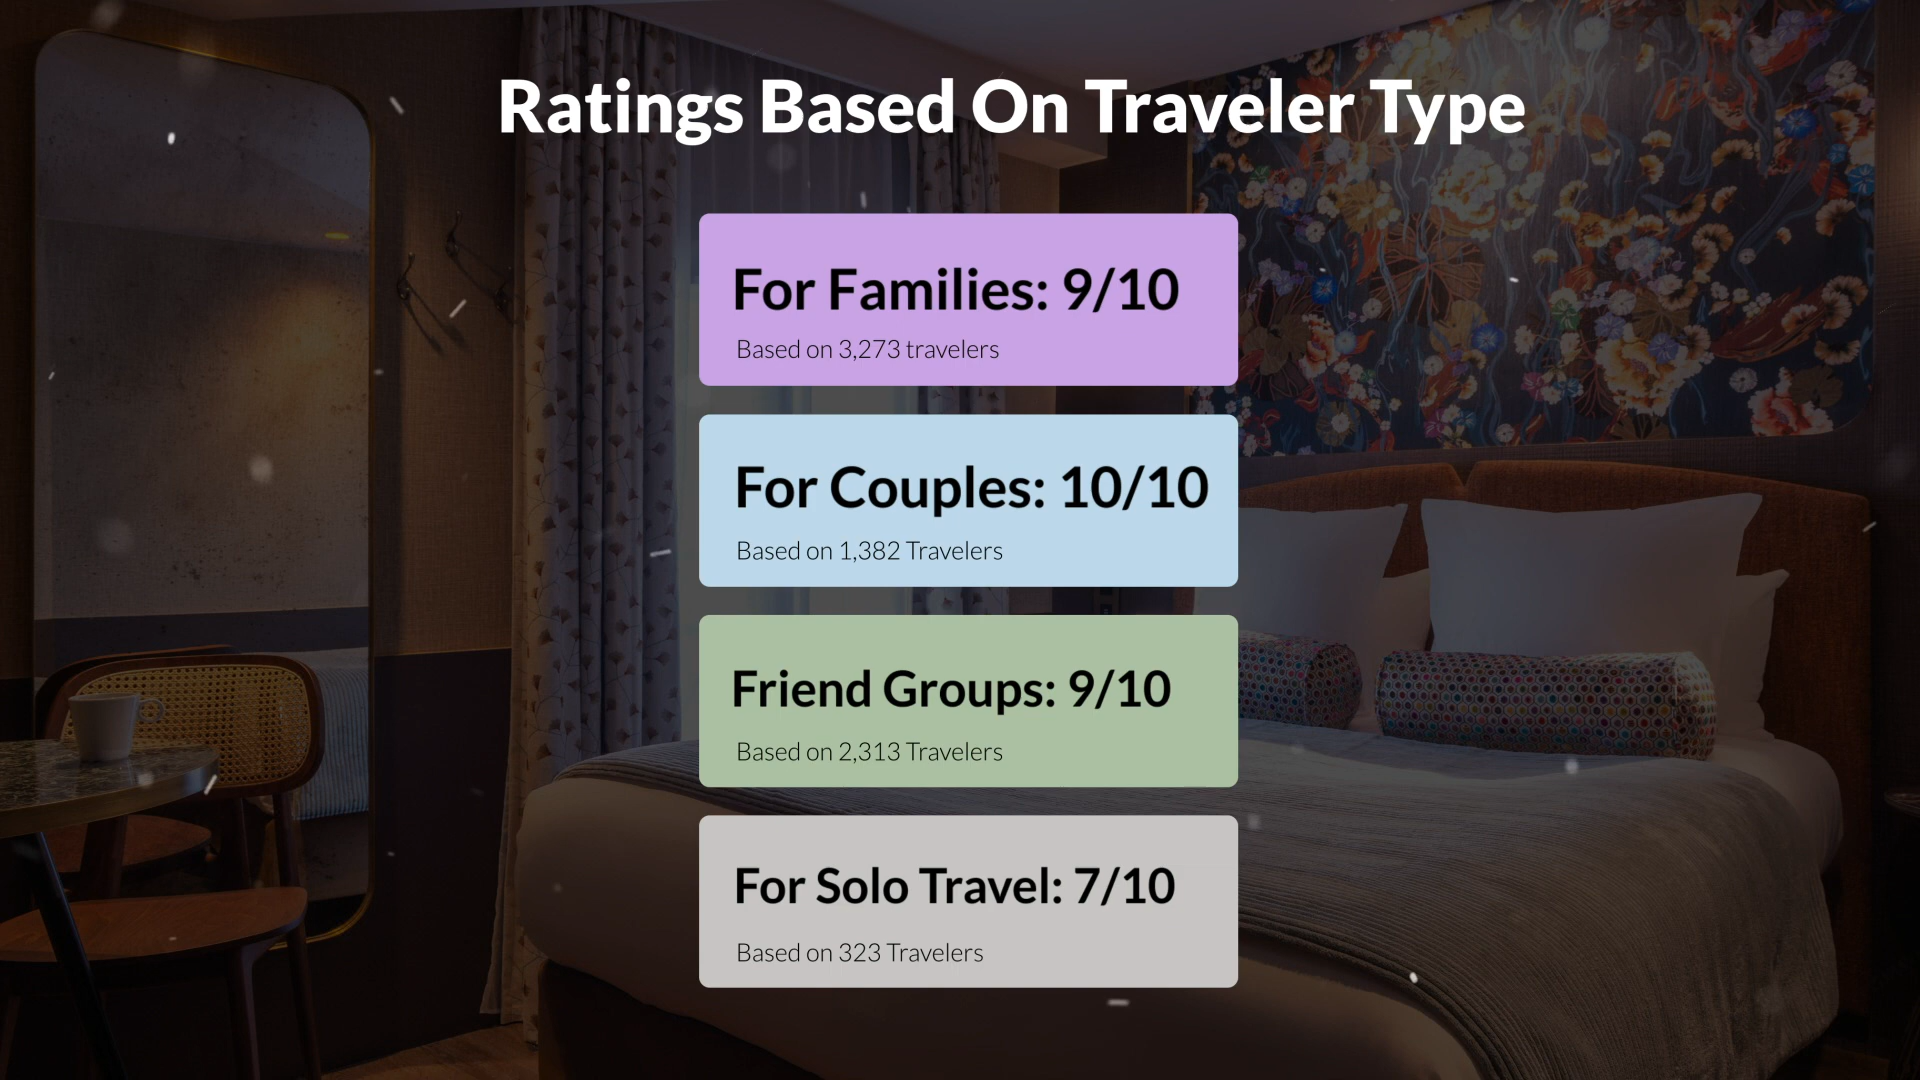 Ratings Based On Traveler Type
For Families: 9/10
Based on 3,273 travelers
For Couples: 10/10
Based on 1,382 Travelers
Friend Groups: 9/10
Based on 2,313 Travelers
For Solo Travel: 7/10
Based on 323 Travelers